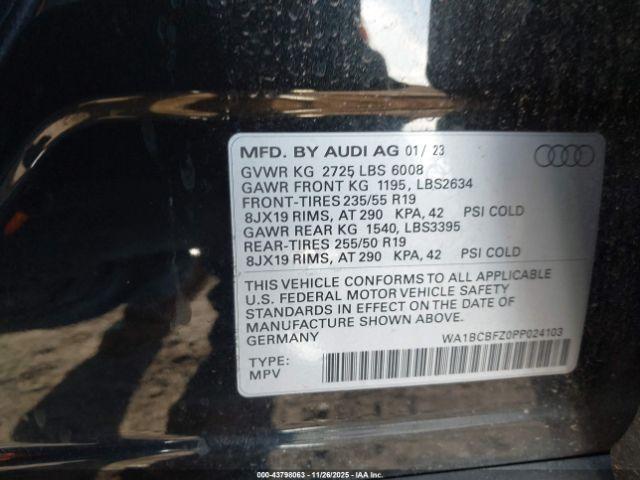 MFD. BY AUDI AG 01/ 23
GVWR KG 2725 LBS 6008
GAWR FRONT KG 1195, LBS2634
FRONT-TIRES 235/55 R19
8JX19 RIMS, AT 290 KPA, 42 PSI COLD
GAWR REAR KG 1540, LBS3395
REAR-TIRES 255/50 R19
8JX19 RIMS, AT 290 KPA, 42 PSI COLD
THIS VEHICLE CONFORMS TO ALL APPLICABLE
U.S. FEDERAL MOTOR VEHICLE SAFETY
STANDARDS IN EFFECT ON THE DATE OF
MANUFACTURE SHOWN ABOVE.
GERMANY
WA1BCBFZ0PP024103
TYPE:
MPV
000-43798063 - 11/26/2025 - IAA